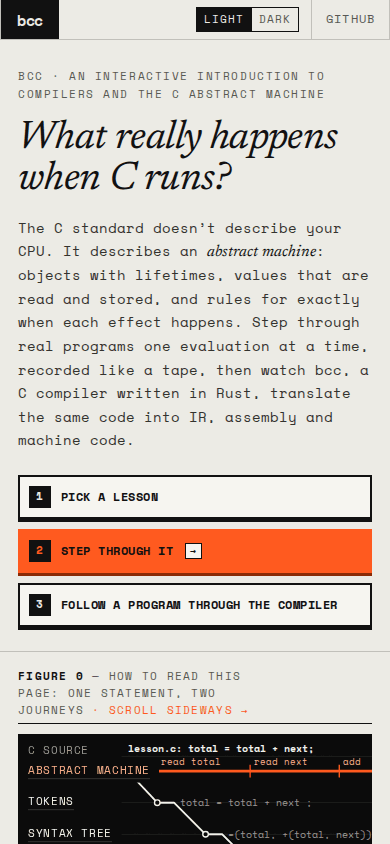 bcc
LIGHT DARK
GITHUB
BCC · AN INTERACTIVE INTRODUCTION TO
COMPILERS AND THE C ABSTRACT MACHINE
What really happens
when C runs?
The C standard doesn't describe your
CPU. It describes an abstract machine:
objects with lifetimes, values that are
read and stored, and rules for exactly
when each effect happens. Step through
real programs one evaluation at a time,
recorded like a tape, then watch bcc, a
C compiler written in Rust, translate
the same code into IR, assembly and
machine code.
1 PICK A LESSON
2 STEP THROUGH IT →
3 FOLLOW A PROGRAM THROUGH THE COMPILER
FIGURE 0 — HOW TO READ THIS
PAGE: ONE STATEMENT, TWO
JOURNEYS · SCROLL SIDEWAYS →
C SOURCE lesson.c: total = total + next;
ABSTRACT MACHINE read total read next add
TOKENS total = total + next ;
SYNTAX TREE =(total, +(total, next))